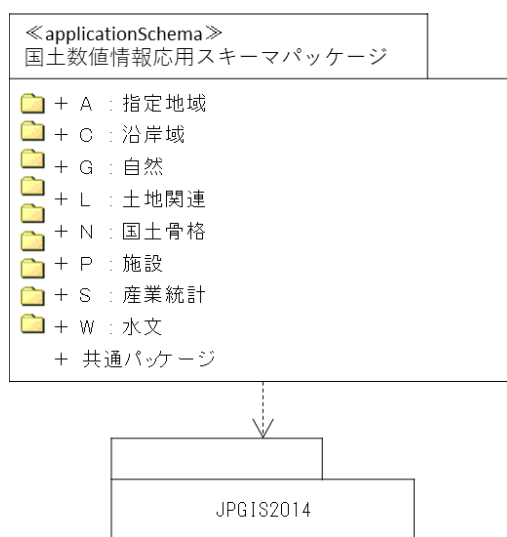 ≪applicationSchema≫
国土数値情報応用スキーマパッケージ
+ A : 指定地域
+ C : 沿岸域
+ G : 自然
+ L : 土地関連
+ N : 国土骨格
+ P : 施設
+ S : 産業統計
+ W : 水文
+ 共通パッケージ
JPGIS2014